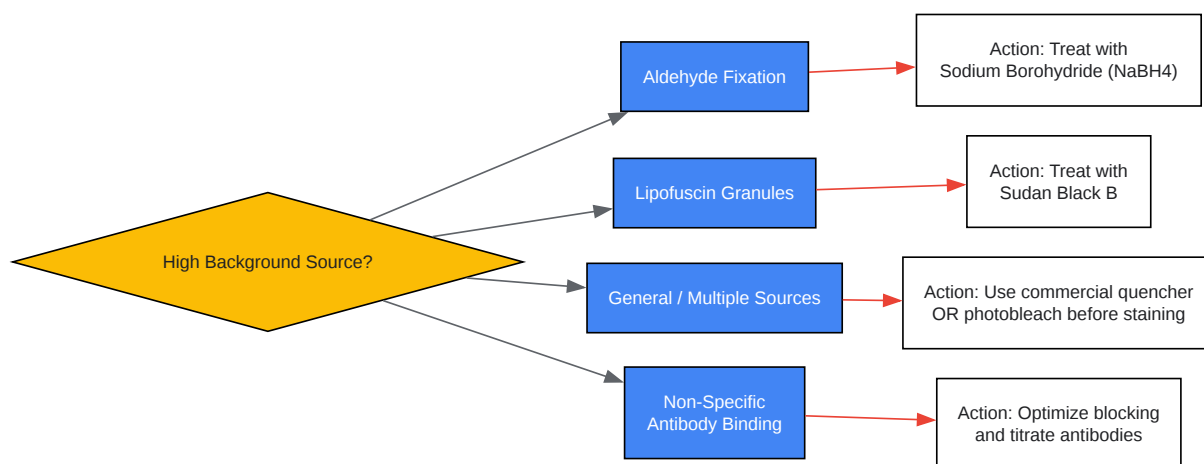 High Background Source?
Aldehyde Fixation
Action: Treat with
Sodium Borohydride (NaBH4)
Lipofuscin Granules
Action: Treat with
Sudan Black B
General / Multiple Sources
Action: Use commercial quencher
OR photobleach before staining
Non-Specific
Antibody Binding
Action: Optimize blocking
and titrate antibodies